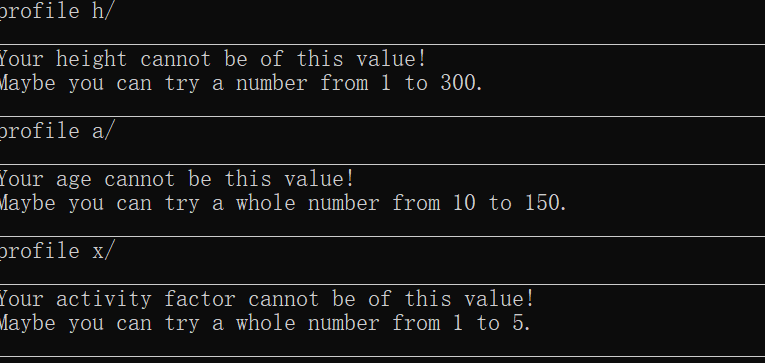 profile h/
Your height cannot be of this value!
Maybe you can try a number from 1 to 300.
profile a/
Your age cannot be this value!
Maybe you can try a whole number from 10 to 150.
profile x/
Your activity factor cannot be of this value!
Maybe you can try a whole number from 1 to 5.